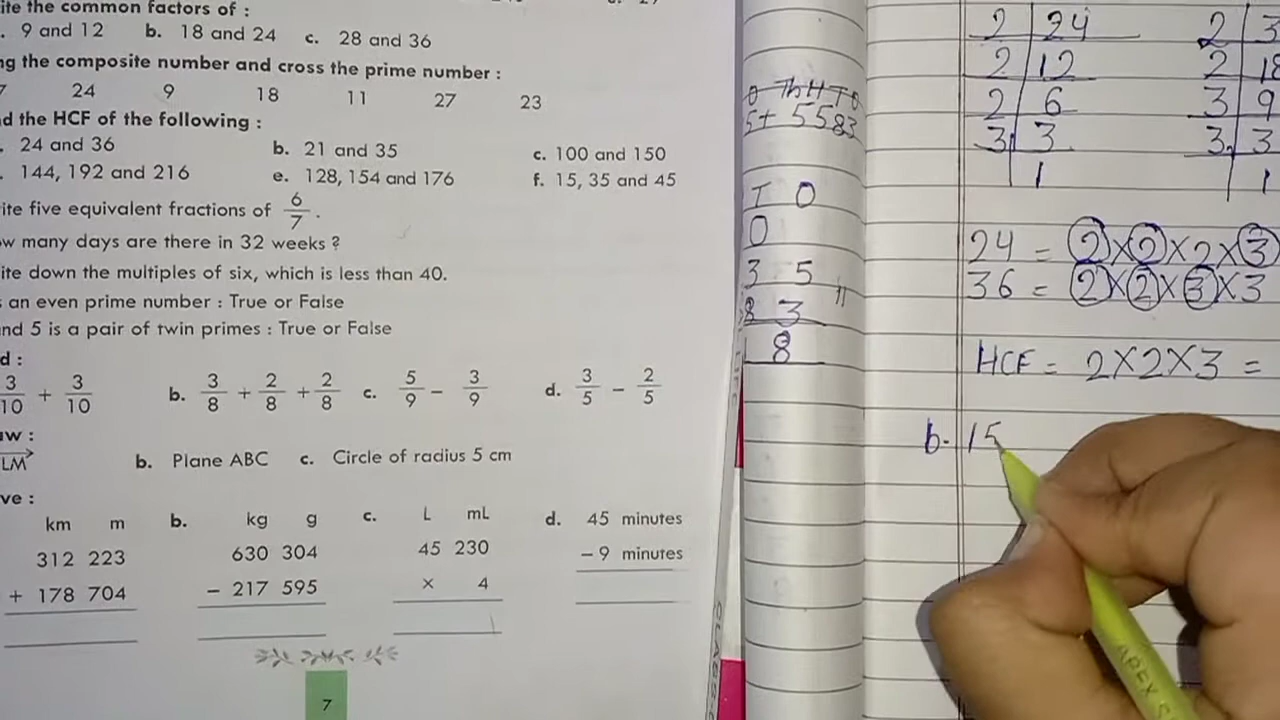 ite the common factors of :
. 9 and 12 b. 18 and 24 c. 28 and 36
ng the composite number and cross the prime number :
7 24 9 18 11 27 23
d the HCF of the following :
. 24 and 36 b. 21 and 35 c. 100 and 150
. 144, 192 and 216 e. 128, 154 and 176 f. 15, 35 and 45
ite five equivalent fractions of 6/7 .
ow many days are there in 32 weeks ?
ite down the multiples of six, which is less than 40.
s an even prime number : True or False
nd 5 is a pair of twin primes : True or False
d :
3/10 + 3/10 b. 3/8 + 2/8 + 2/8 c. 5/9 - 3/9 d. 3/5 - 2/5
aw :
LM b. Plane ABC c. Circle of radius 5 cm
ve :
km m b. kg g c. L mL d. 45 minutes
312 223 630 304 45 230 - 9 minutes
+ 178 704 - 217 595 × 4
7
0 Th H T O
5+ 5583
T O
0
3 5 "
8 3
1 8
2 24
2 12
2 6
3 3
1
2 3
2 18
3 9
3 3
1
24 = 2×2×2×3
36 = 2×2×3×3
HCF = 2×2×3 =
b. 15
APEX